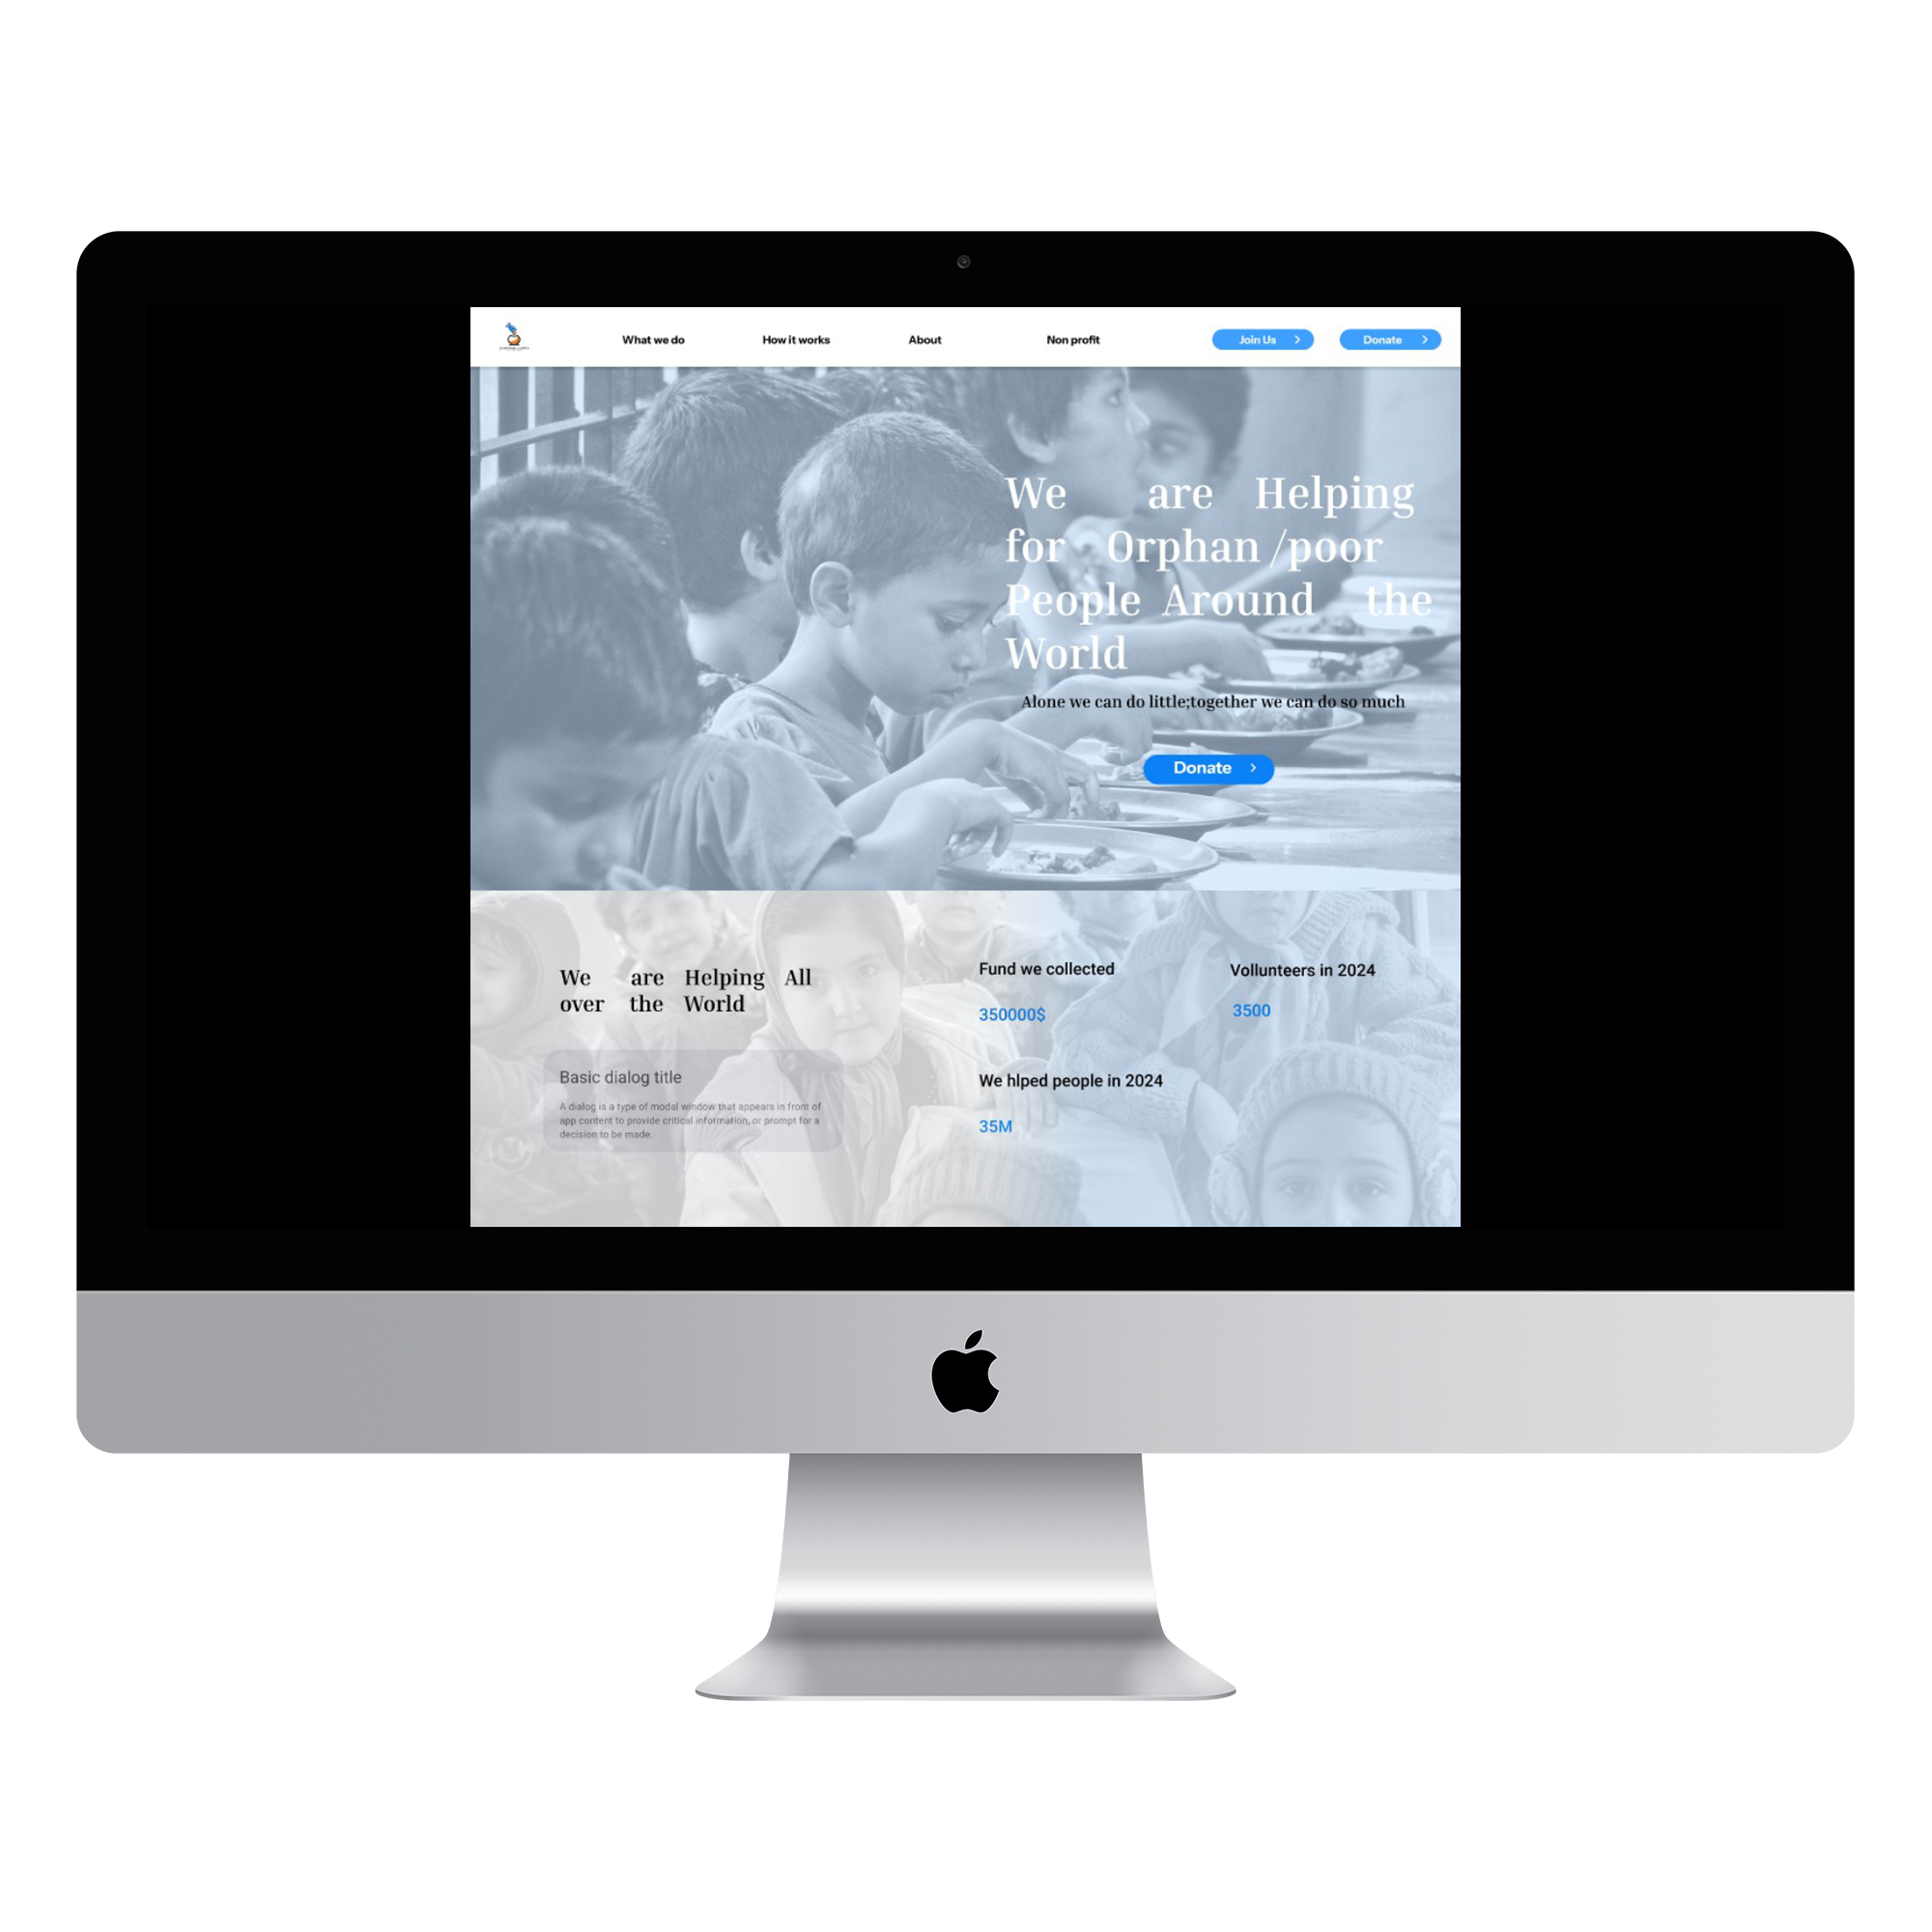 What we do
How it works
About
Non profit
Join Us
Donate
We are Helping
for Orphan /poor
People Around the
World
Alone we can do little;together we can do so much
Donate
We are Helping All
over the World
Basic dialog title
A dialog is a type of modal window that appears in front of
app content to provide critical information, or prompt for a
decision to be made.
Fund we collected
350000$
Vollunteers in 2024
3500
We hlped people in 2024
35M